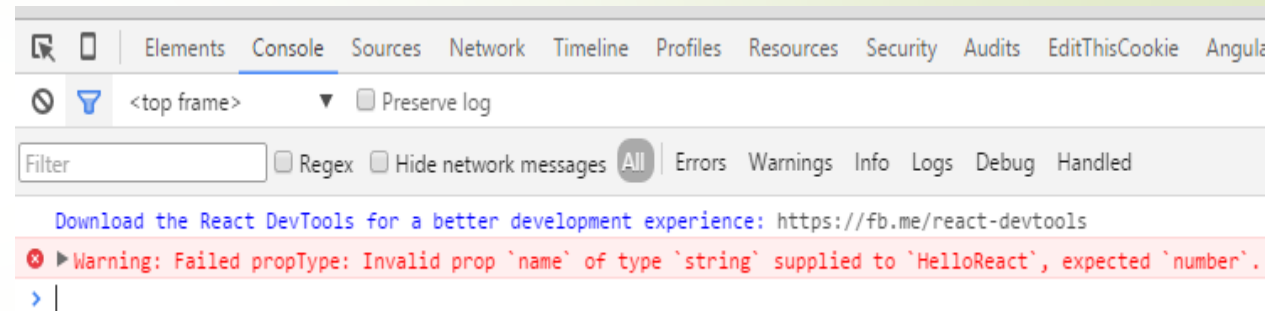 Elements Console Sources Network Timeline Profiles Resources Security Audits EditThisCookie Angula
<top frame> ▼ Preserve log
Filter Regex Hide network messages All Errors Warnings Info Logs Debug Handled
Download the React DevTools for a better development experience: https://fb.me/react-devtools
Warning: Failed propType: Invalid prop `name` of type `string` supplied to `HelloReact`, expected `number`.
>